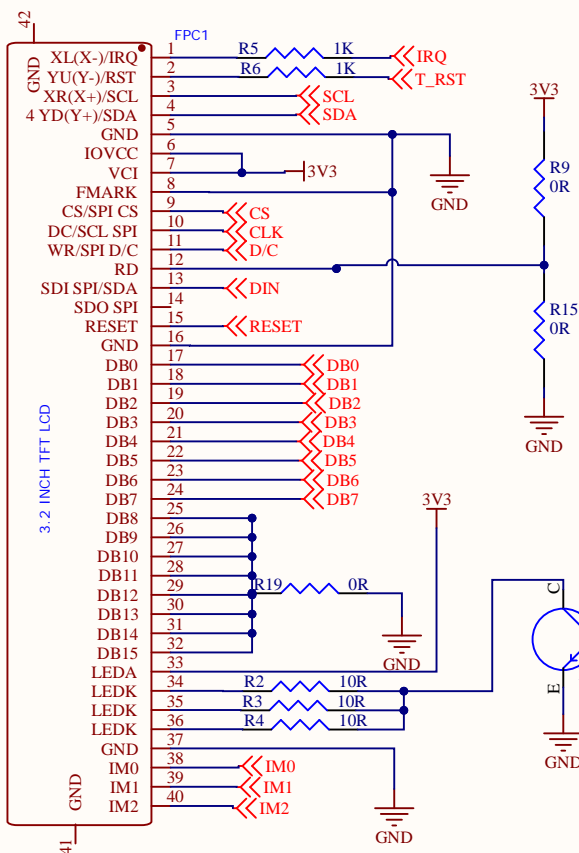 42
FPC1
GND
XL(X-)/IRQ 1 R5 1K IRQ
YU(Y-)/RST 2 R6 1K T_RST
XR(X+)/SCL 3 SCL
4 YD(Y+)/SDA 4 SDA
GND 5
IOVCC 6
VCI 7 3V3
FMARK 8
CS/SPI CS 9 CS
DC/SCL SPI 10 CLK
WR/SPI D/C 11 D/C
RD 12
SDI SPI/SDA 13 DIN
SDO SPI 14
RESET 15 RESET
GND 16
DB0 17 DB0
DB1 18 DB1
DB2 19 DB2
DB3 20 DB3
DB4 21 DB4
DB5 22 DB5
DB6 23 DB6
DB7 24 DB7
DB8 25
DB9 26
DB10 27
DB11 28
DB12 29 R19 0R
DB13 30
DB14 31
DB15 32
LEDA 33
LEDK 34 R2 10R
LEDK 35 R3 10R
LEDK 36 R4 10R
GND 37
IM0 38 IM0
IM1 39 IM1
IM2 40 IM2
GND
41
3.2 INCH TFT LCD
GND
3V3
R9
0R
R15
0R
GND
3V3
GND
C
E
GND
GND